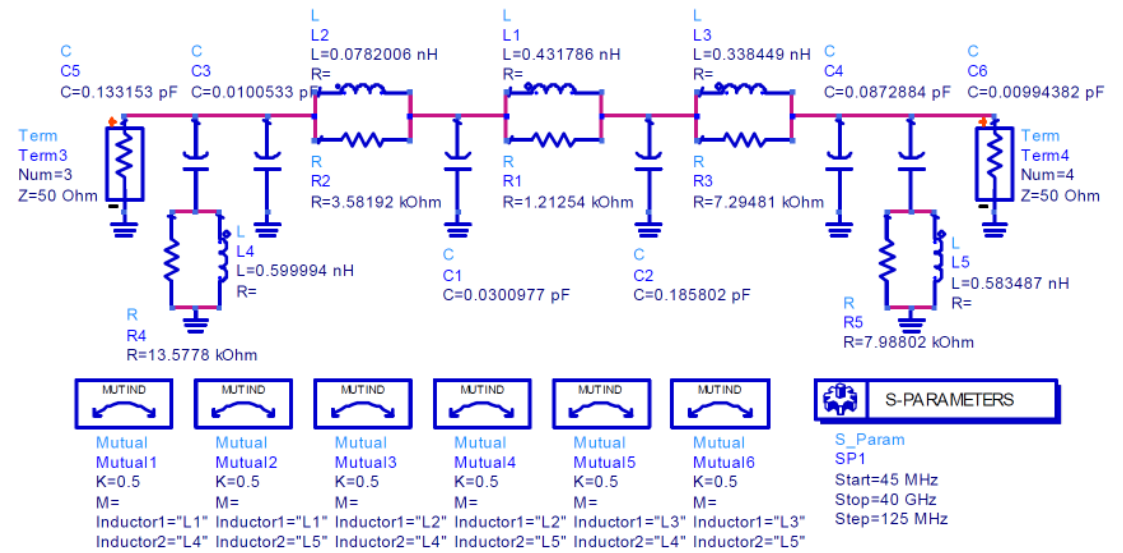 C
C5
C=0.133153 pF
C
C3
C=0.0100533 pF
L
L2
L=0.0782006 nH
R=
L
L1
L=0.431786 nH
R=
L
L3
L=0.338449 nH
R=
C
C4
C=0.0872884 pF
C
C6
C=0.00994382 pF
Term
Term3
Num=3
Z=50 Ohm
R
R2
R=3.58192 kOhm
R
R1
R=1.21254 kOhm
R
R3
R=7.29481 kOhm
Term
Term4
Num=4
Z=50 Ohm
L
L4
L=0.599994 nH
R=
C
C1
C=0.0300977 pF
C
C2
C=0.185802 pF
L
L5
L=0.583487 nH
R=
R
R4
R=13.5778 kOhm
R
R5
R=7.98802 kOhm
MUTIND
Mutual
Mutual1
K=0.5
M=
Inductor1="L1"
Inductor2="L4"
MUTIND
Mutual
Mutual2
K=0.5
M=
Inductor1="L1"
Inductor2="L5"
MUTIND
Mutual
Mutual3
K=0.5
M=
Inductor1="L2"
Inductor2="L4"
MUTIND
Mutual
Mutual4
K=0.5
M=
Inductor1="L2"
Inductor2="L5"
MUTIND
Mutual
Mutual5
K=0.5
M=
Inductor1="L3"
Inductor2="L4"
MUTIND
Mutual
Mutual6
K=0.5
M=
Inductor1="L3"
Inductor2="L5"
S-PARAMETERS
S_Param
SP1
Start=45 MHz
Stop=40 GHz
Step=125 MHz